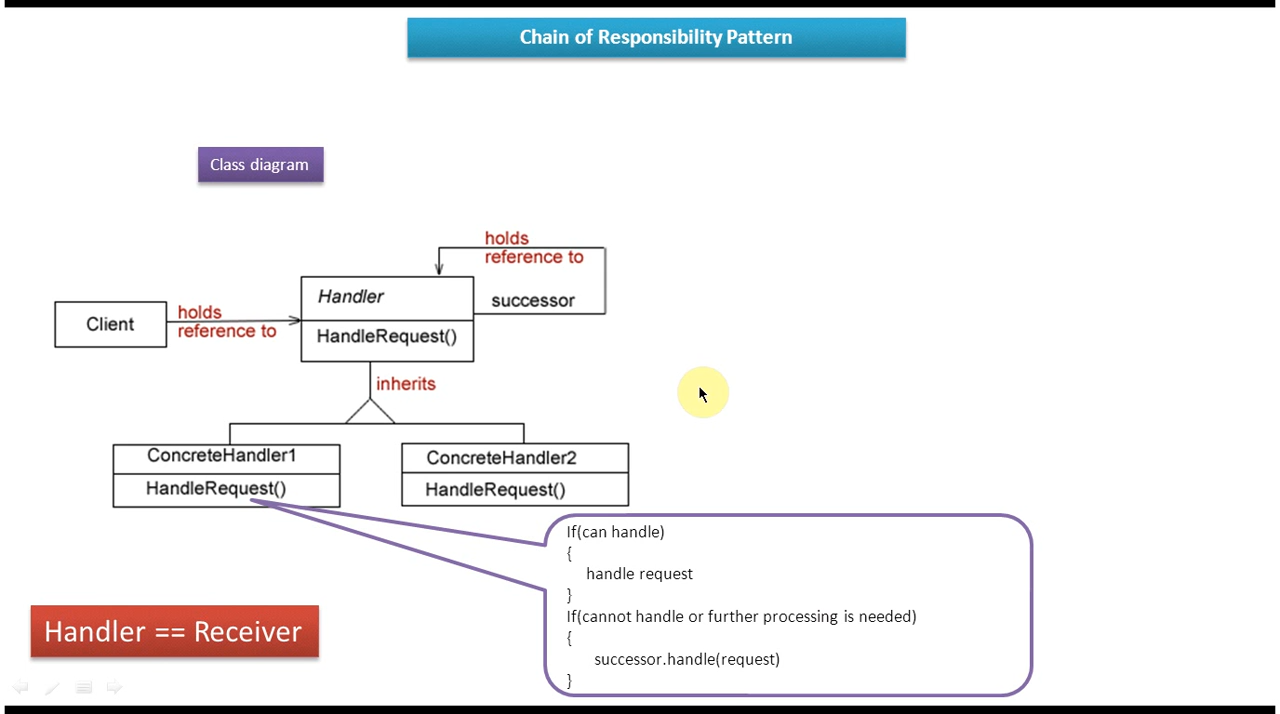 Chain of Responsibility Pattern
Class diagram
holds
reference to
successor
Handler
HandleRequest()
Client
holds
reference to
inherits
ConcreteHandler1
HandleRequest()
ConcreteHandler2
HandleRequest()
If(can handle)
{
handle request
}
If(cannot handle or further processing is needed)
{
successor.handle(request)
}
Handler == Receiver